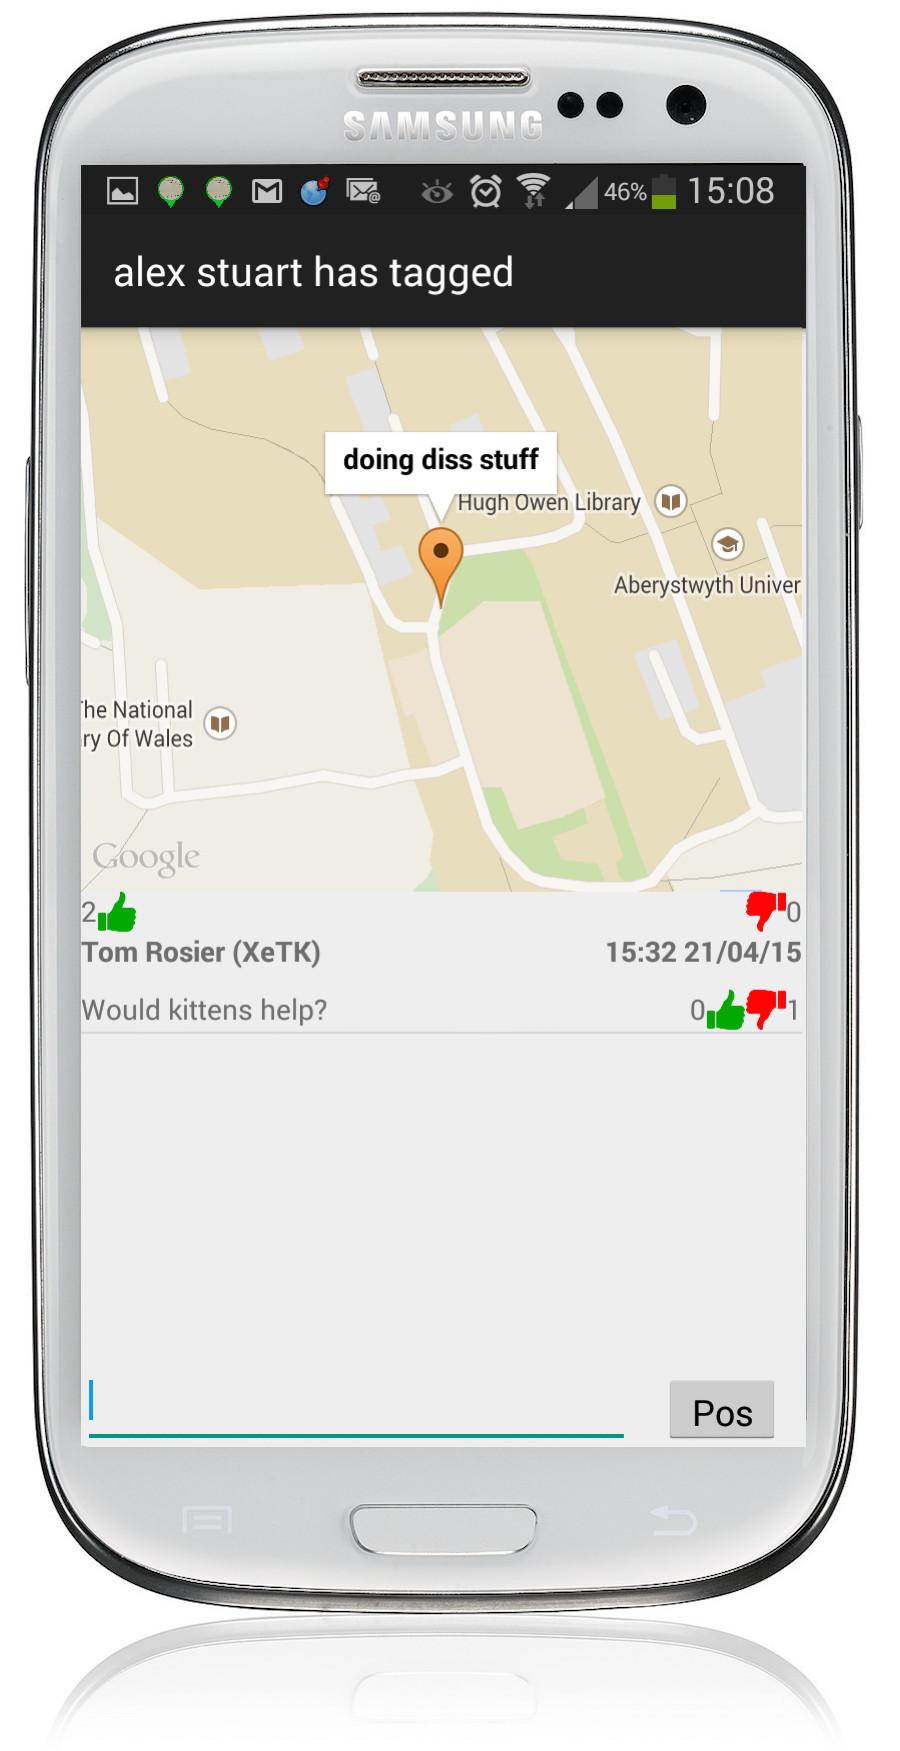 SAMSUNG
46% 15:08
alex stuart has tagged
doing diss stuff
Hugh Owen Library
Aberystwyth Univer
he National
ry Of Wales
Google
2 0
Tom Rosier (XeTK) 15:32 21/04/15
Would kittens help? 0 1
Pos